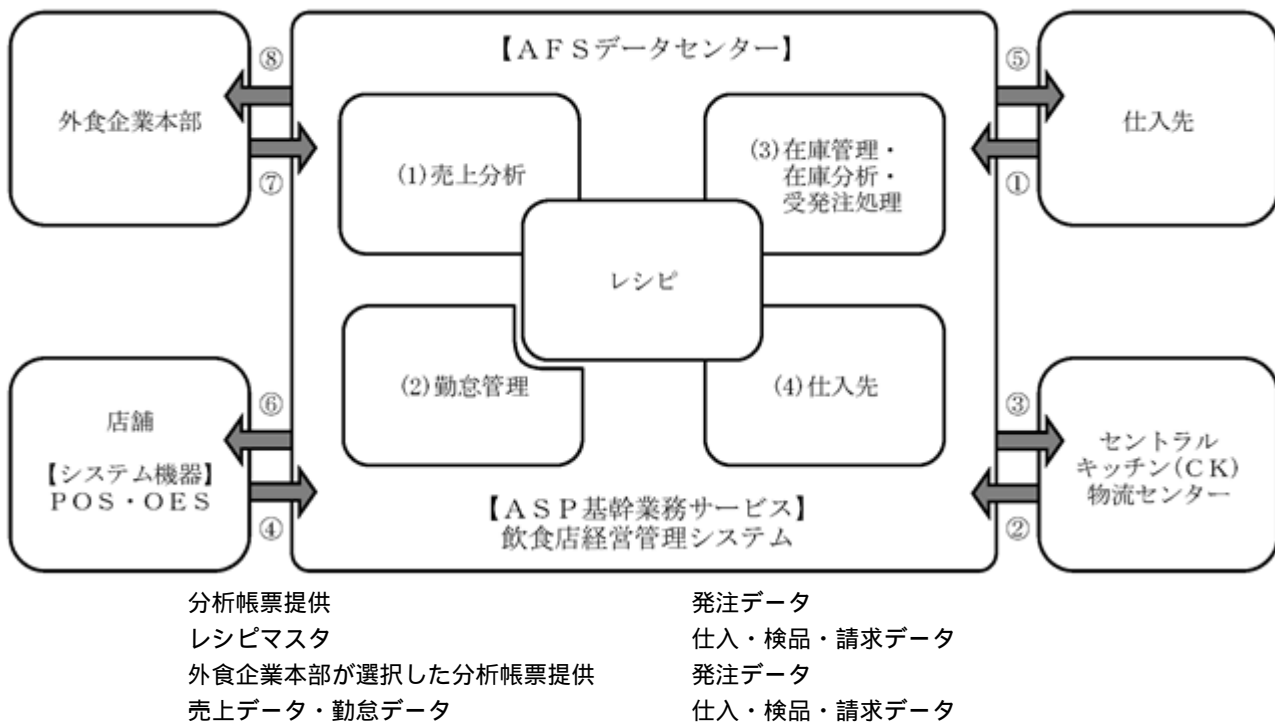 ⑧
外食企業本部
⑦
【ＡＦＳデータセンター】
(1)売上分析
(3)在庫管理・
在庫分析・
受発注処理
レシピ
(2)勤怠管理
(4)仕入先
【ＡＳＰ基幹業務サービス】
飲食店経営管理システム
⑤
仕入先
①
⑥
店舗
【システム機器】
ＰＯＳ・ＯＥＳ
④
③
セントラル
キッチン(ＣＫ)
物流センター
②
分析帳票提供
発注データ
レシピマスタ
仕入・検品・請求データ
外食企業本部が選択した分析帳票提供
発注データ
売上データ・勤怠データ
仕入・検品・請求データ